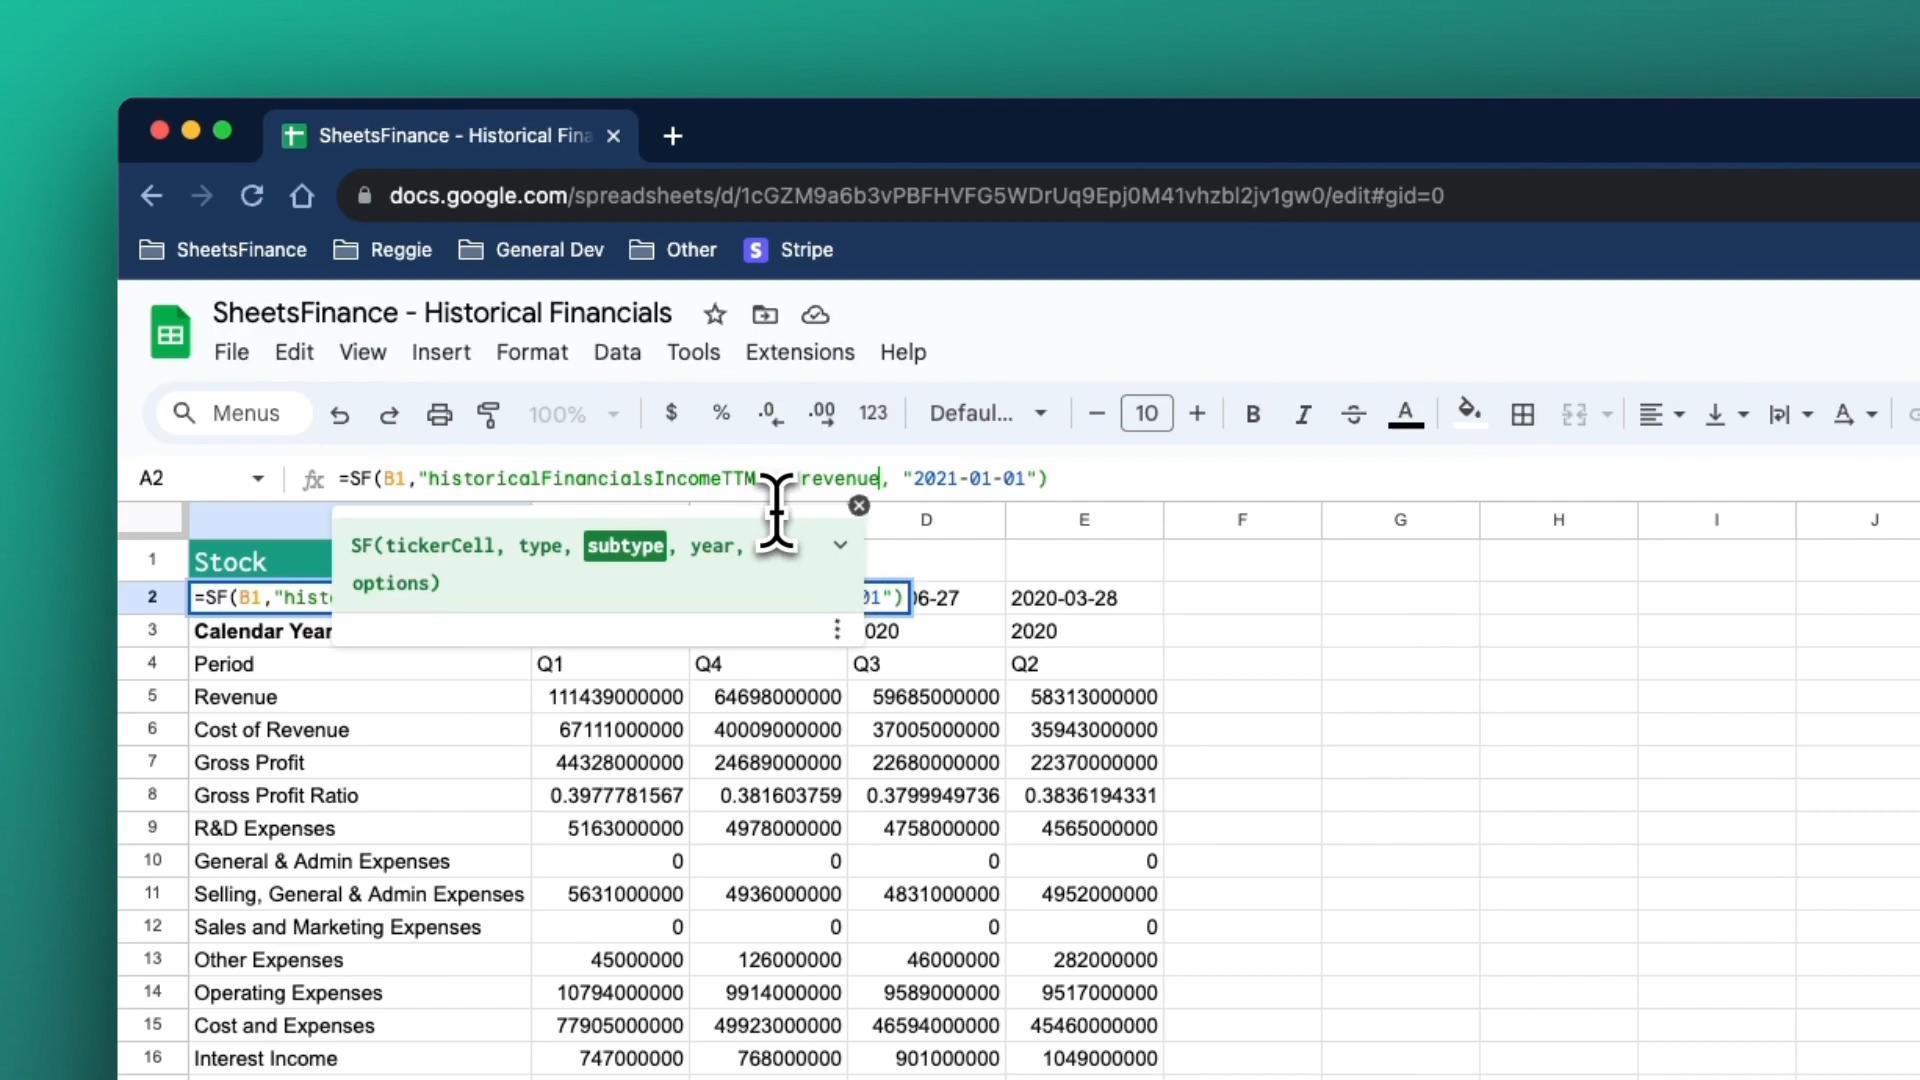 SheetsFinance - Historical Fina
docs.google.com/spreadsheets/d/1cGZM9a6b3vPBFHVFG5WDrUq9Epj0M41vhzbl2jv1gw0/edit#gid=0
SheetsFinance Reggie General Dev Other S Stripe
SheetsFinance - Historical Financials
File Edit View Insert Format Data Tools Extensions Help
Menus 100% $ % .0 .00 123 Defaul... 10 B I A A
A2 fx =SF(B1,"historicalFinancialsIncomeTTM revenue, "2021-01-01")
D E F G H I J
SF(tickerCell, type, subtype, year,
options)
1 Stock
2 =SF(B1,"hist 01") 06-27 2020-03-28
3 Calendar Year 020 2020
4 Period Q1 Q4 Q3 Q2
5 Revenue 111439000000 64698000000 59685000000 58313000000
6 Cost of Revenue 67111000000 40009000000 37005000000 35943000000
7 Gross Profit 44328000000 24689000000 22680000000 22370000000
8 Gross Profit Ratio 0.3977781567 0.381603759 0.3799949736 0.3836194331
9 R&D Expenses 5163000000 4978000000 4758000000 4565000000
10 General & Admin Expenses 0 0 0 0
11 Selling, General & Admin Expenses 5631000000 4936000000 4831000000 4952000000
12 Sales and Marketing Expenses 0 0 0 0
13 Other Expenses 45000000 126000000 46000000 282000000
14 Operating Expenses 10794000000 9914000000 9589000000 9517000000
15 Cost and Expenses 77905000000 49923000000 46594000000 45460000000
16 Interest Income 747000000 768000000 901000000 1049000000